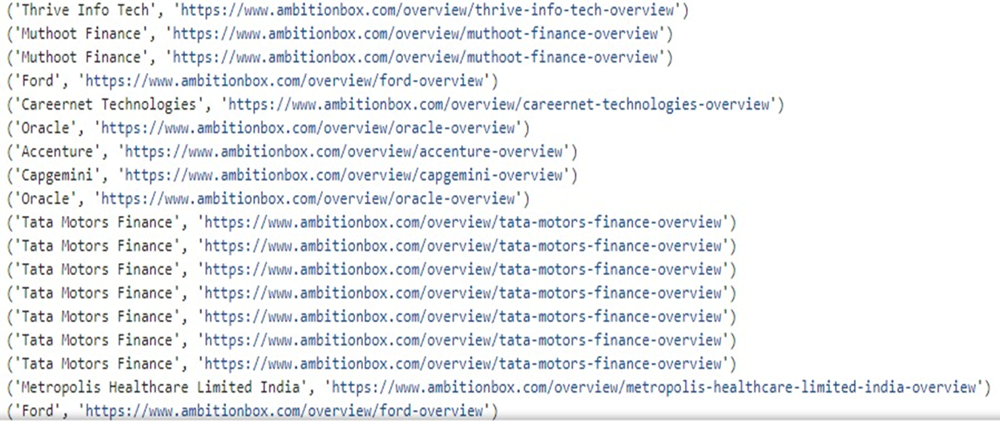 ('Thrive Info Tech', 'https://www.ambitionbox.com/overview/thrive-info-tech-overview')
('Muthoot Finance', 'https://www.ambitionbox.com/overview/muthoot-finance-overview')
('Muthoot Finance', 'https://www.ambitionbox.com/overview/muthoot-finance-overview')
('Ford', 'https://www.ambitionbox.com/overview/ford-overview')
('Careernet Technologies', 'https://www.ambitionbox.com/overview/careernet-technologies-overview')
('Oracle', 'https://www.ambitionbox.com/overview/oracle-overview')
('Accenture', 'https://www.ambitionbox.com/overview/accenture-overview')
('Capgemini', 'https://www.ambitionbox.com/overview/capgemini-overview')
('Oracle', 'https://www.ambitionbox.com/overview/oracle-overview')
('Tata Motors Finance', 'https://www.ambitionbox.com/overview/tata-motors-finance-overview')
('Tata Motors Finance', 'https://www.ambitionbox.com/overview/tata-motors-finance-overview')
('Tata Motors Finance', 'https://www.ambitionbox.com/overview/tata-motors-finance-overview')
('Tata Motors Finance', 'https://www.ambitionbox.com/overview/tata-motors-finance-overview')
('Tata Motors Finance', 'https://www.ambitionbox.com/overview/tata-motors-finance-overview')
('Tata Motors Finance', 'https://www.ambitionbox.com/overview/tata-motors-finance-overview')
('Tata Motors Finance', 'https://www.ambitionbox.com/overview/tata-motors-finance-overview')
('Metropolis Healthcare Limited India', 'https://www.ambitionbox.com/overview/metropolis-healthcare-limited-india-overview')
('Ford', 'https://www.ambitionbox.com/overview/ford-overview')